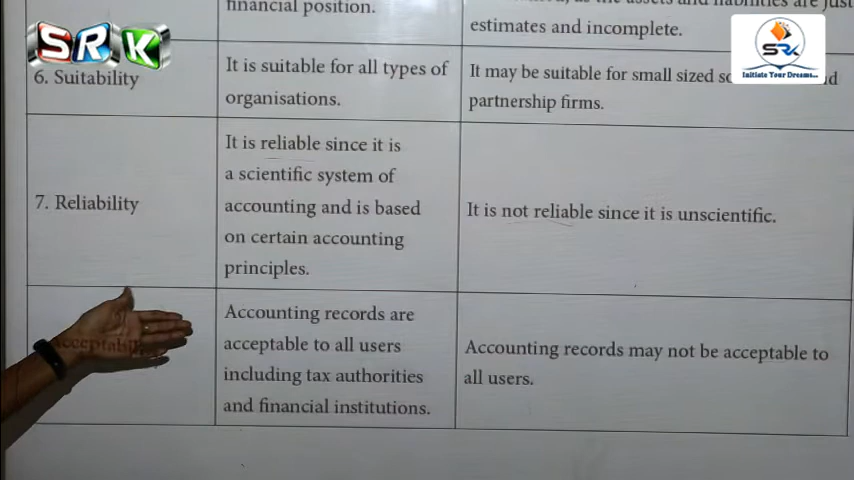 financial position.
estimates and incomplete.
SRK
SRK
Initiate Your Dreams...
6. Suitability
It is suitable for all types of
organisations.
It may be suitable for small sized
partnership firms.
7. Reliability
It is reliable since it is
a scientific system of
accounting and is based
on certain accounting
principles.
It is not reliable since it is unscientific.
Accounting records are
acceptable to all users
including tax authorities
and financial institutions.
Accounting records may not be acceptable to
all users.